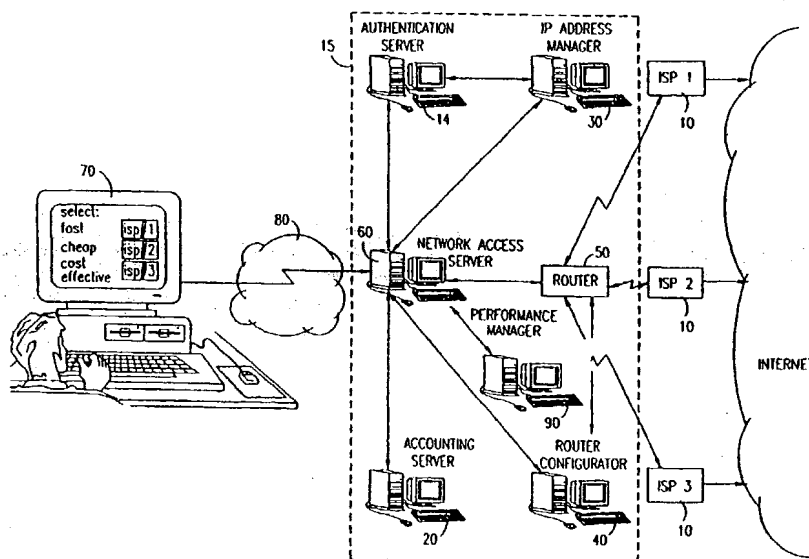 AUTHENTICATION
SERVER
IP ADDRESS
MANAGER
15
14
30
ISP 1
10
70
80
60
select:
fast isp 1
cheap isp 2
cost
effective isp 3
NETWORK ACCESS
SERVER
50
ROUTER
ISP 2
10
PERFORMANCE
MANAGER
90
INTERNET
ACCOUNTING
SERVER
20
ROUTER
CONFIGURATOR
40
ISP 3
10